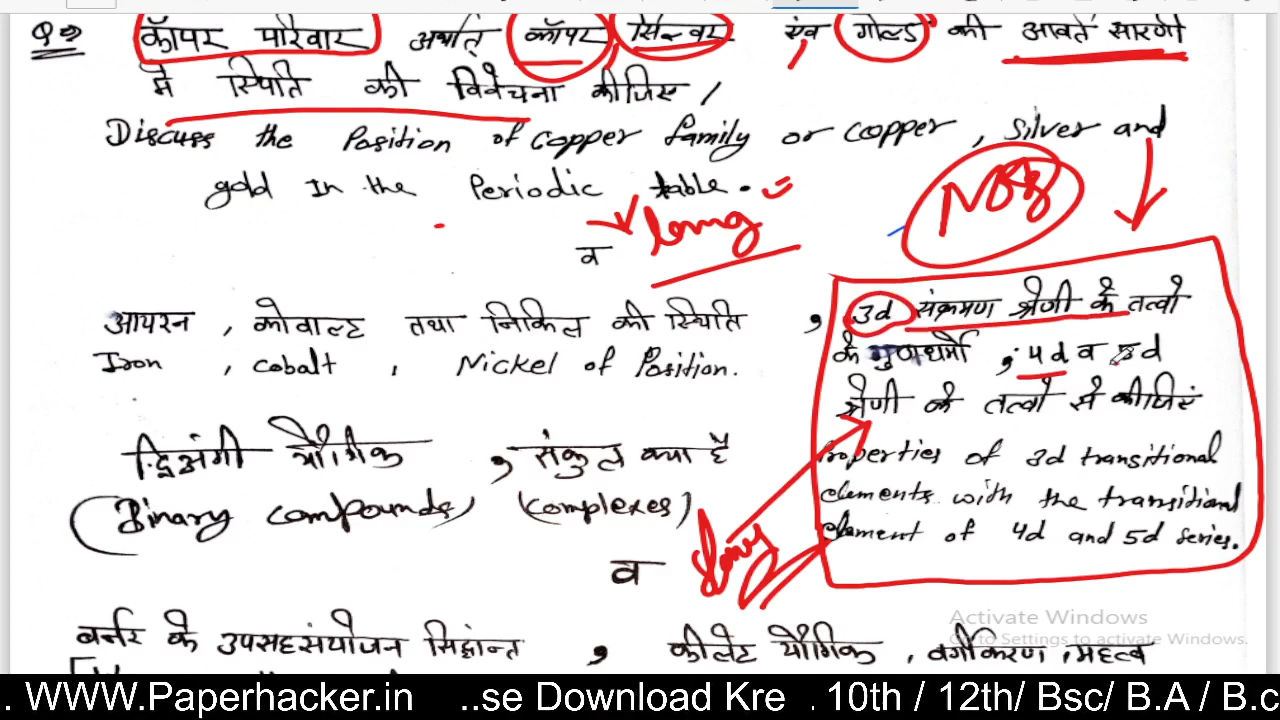 Q⇒ कॉपर परिवार अर्थात् कॉपर, सिल्वर एंव गोल्ड की आवर्त सारणी
मे स्थिति की विवेचना कीजिए /
Discuss the Position of Copper family or copper, silver and
gold In the Periodic table.
long
व
आयरन , कोवाल्ट तथा निकिल की स्थिति ,
Iron , cobalt , Nickel of Position.
3d संक्रमण श्रेणी के तत्वो
के गुणधर्मो , 4d व 5d
श्रेणी के तत्वो से कीजिएं
Properties of 3d transitional
elements with the transitional
element of 4d and 5d series.
द्विअंगी यौगिक , संकुल क्या है
(Binary compounds) (complexes)
व
long
वर्नर के उपसहसंयोजन सिद्धान्त , कीलेट यौगिक , वर्गीकरण , महत्व
Activate Windows
Go to Settings to activate Windows.
. WWW.Paperhacker.in ..se Download Kre . 10th / 12th/ Bsc/ B.A / B.c